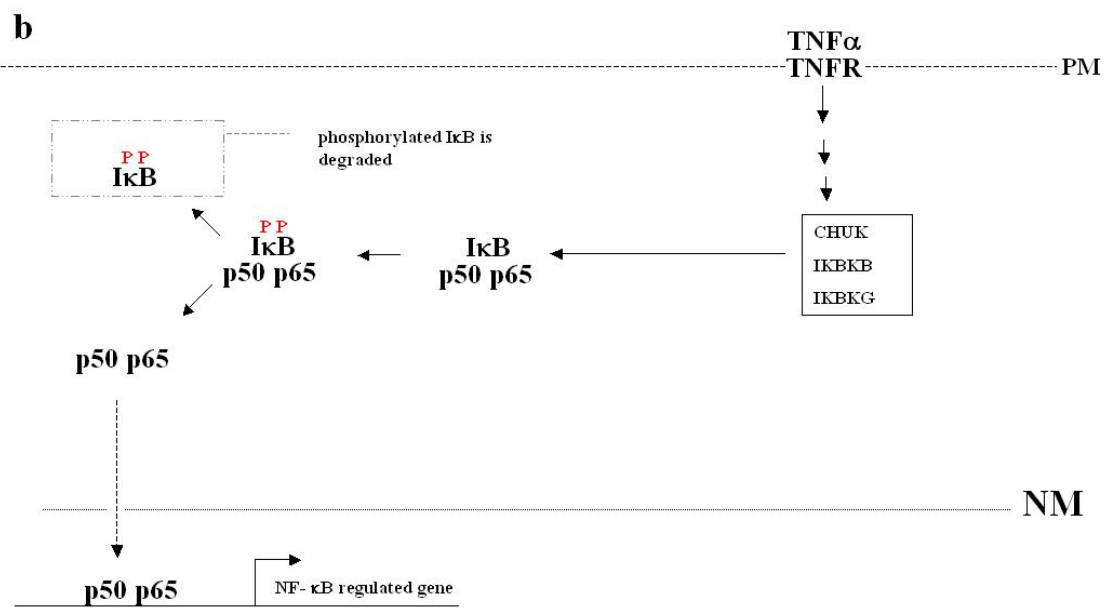 b
TNFα
TNFR
PM
phosphorylated IκB is
degraded
P P
IκB
P P
IκB
p50 p65
IκB
p50 p65
CHUK
IKBKB
IKBKG
p50 p65
NM
p50 p65
NF- κB regulated gene